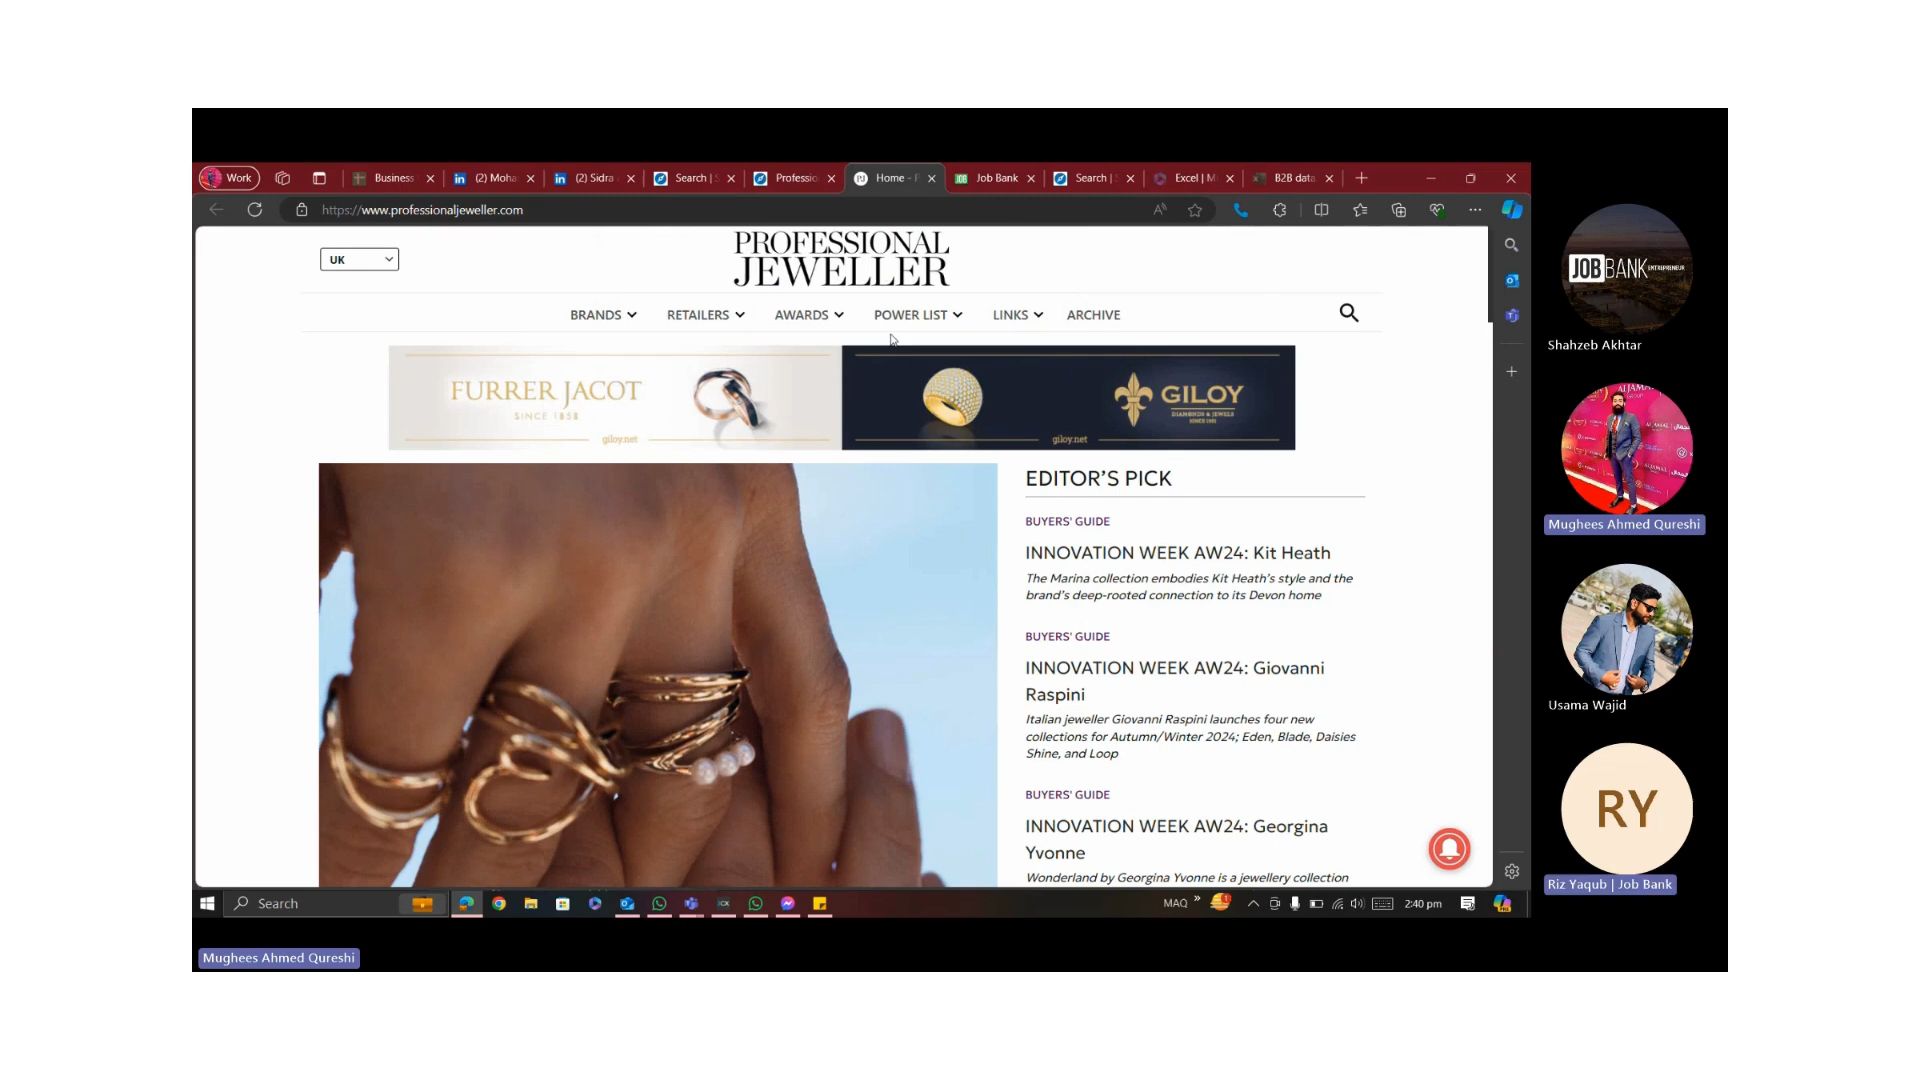 Work
Business
(2) Moha
(2) Sidra
Search |
Professio
Home - P
Job Bank
Search |
Excel | M
B2B data
https://www.professionaljeweller.com
UK
PROFESSIONAL
JEWELLER
BRANDS
RETAILERS
AWARDS
POWER LIST
LINKS
ARCHIVE
FURRER JACOT
SINCE 1858
giloy.net
GILOY
DIAMONDS & JEWELS
giloy.net
EDITOR'S PICK
BUYERS' GUIDE
INNOVATION WEEK AW24: Kit Heath
The Marina collection embodies Kit Heath's style and the
brand's deep-rooted connection to its Devon home
BUYERS' GUIDE
INNOVATION WEEK AW24: Giovanni
Raspini
Italian jeweller Giovanni Raspini launches four new
collections for Autumn/Winter 2024; Eden, Blade, Daisies
Shine, and Loop
BUYERS' GUIDE
INNOVATION WEEK AW24: Georgina
Yvonne
Wonderland by Georgina Yvonne is a jewellery collection
Search
MAQ
2:40 pm
Mughees Ahmed Qureshi
JOB BANK ENTREPRENEUR
Shahzeb Akhtar
Mughees Ahmed Qureshi
Usama Wajid
RY
Riz Yaqub | Job Bank